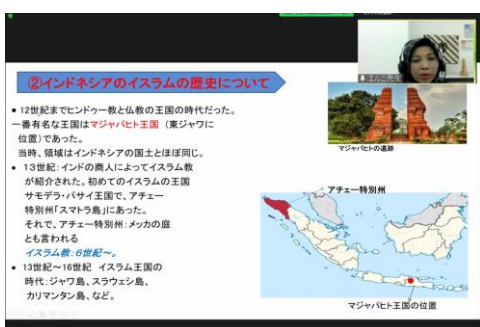 ②インドネシアのイスラムの歴史について
• 12世紀までヒンドゥー教と仏教の王国の時代だった。
一番有名な王国はマジャパヒト王国 (東ジャワに
位置)であった。
当時、領域はインドネシアの国土とほぼ同じ。
• 13世紀：インドの商人によってイスラム教
が紹介された。初めてのイスラムの王国
サモデラ・パサイ王国で、アチェー
特別州「スマトラ島」にあった。
それで、アチェー特別州：メッカの庭
とも言われる
イスラム教：6世紀～。
• 13世紀～16世紀 イスラム王国の
時代：ジャワ島、スラウェシ島、
カリマンタン島、など。
マジャパヒトの遺跡
アチェー特別州
マジャパヒト王国の位置